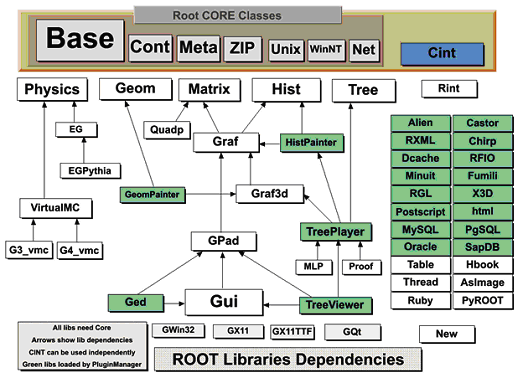 Root CORE Classes
Base
Cont
Meta
ZIP
Unix
WinNT
Net
Cint
Physics
Geom
Matrix
Hist
Tree
Rint
EG
Quadp
Graf
HistPainter
EGPythia
GeomPainter
Graf3d
VirtualMC
TreePlayer
G3_vmc
G4_vmc
GPad
MLP
Proof
Ged
Gui
TreeViewer
Alien
Castor
RXML
Chirp
Dcache
RFIO
Minuit
Fumili
RGL
X3D
Postscript
html
MySQL
PgSQL
Oracle
SapDB
Table
Hbook
Thread
AsImage
Ruby
PyROOT
All libs need Core
Arrows show lib dependencies
CINT can be used independently
Green libs loaded by PluginManager
GWin32
GX11
GX11TTF
GQt
New
ROOT Libraries Dependencies